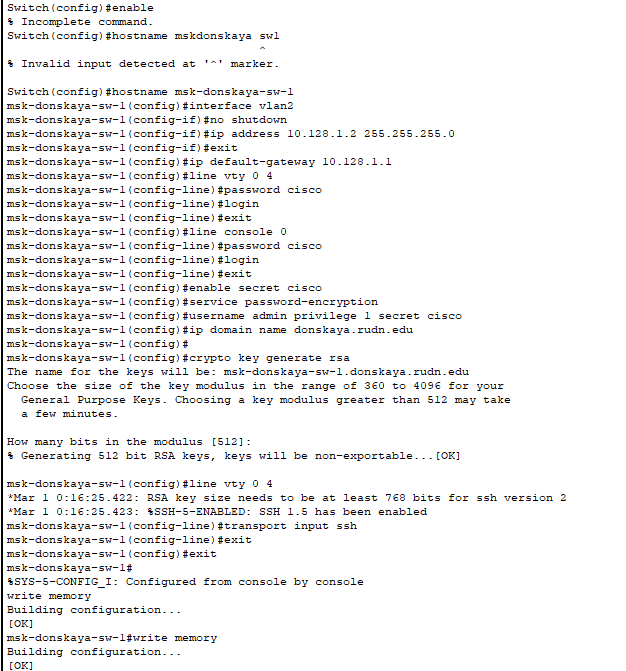 Switch(config)#enable
% Incomplete command.
Switch(config)#hostname mskdonskaya sw1
^
% Invalid input detected at '^' marker.
Switch(config)#hostname msk-donskaya-sw-1
msk-donskaya-sw-1(config)#interface vlan2
msk-donskaya-sw-1(config-if)#no shutdown
msk-donskaya-sw-1(config-if)#ip address 10.128.1.2 255.255.255.0
msk-donskaya-sw-1(config-if)#exit
msk-donskaya-sw-1(config)#ip default-gateway 10.128.1.1
msk-donskaya-sw-1(config)#line vty 0 4
msk-donskaya-sw-1(config-line)#password cisco
msk-donskaya-sw-1(config-line)#login
msk-donskaya-sw-1(config-line)#exit
msk-donskaya-sw-1(config)#line console 0
msk-donskaya-sw-1(config-line)#password cisco
msk-donskaya-sw-1(config-line)#login
msk-donskaya-sw-1(config-line)#exit
msk-donskaya-sw-1(config)#enable secret cisco
msk-donskaya-sw-1(config)#service password-encryption
msk-donskaya-sw-1(config)#username admin privilege 1 secret cisco
msk-donskaya-sw-1(config)#ip domain name donskaya.rudn.edu
msk-donskaya-sw-1(config)#
msk-donskaya-sw-1(config)#crypto key generate rsa
The name for the keys will be: msk-donskaya-sw-1.donskaya.rudn.edu
Choose the size of the key modulus in the range of 360 to 4096 for your
General Purpose Keys. Choosing a key modulus greater than 512 may take
a few minutes.
How many bits in the modulus [512]:
% Generating 512 bit RSA keys, keys will be non-exportable...[OK]
msk-donskaya-sw-1(config)#line vty 0 4
*Mar 1 0:16:25.422: RSA key size needs to be at least 768 bits for ssh version 2
*Mar 1 0:16:25.423: %SSH-5-ENABLED: SSH 1.5 has been enabled
msk-donskaya-sw-1(config-line)#transport input ssh
msk-donskaya-sw-1(config-line)#exit
msk-donskaya-sw-1(config)#exit
msk-donskaya-sw-1#
%SYS-5-CONFIG_I: Configured from console by console
write memory
Building configuration...
[OK]
msk-donskaya-sw-1#write memory
Building configuration...
[OK]